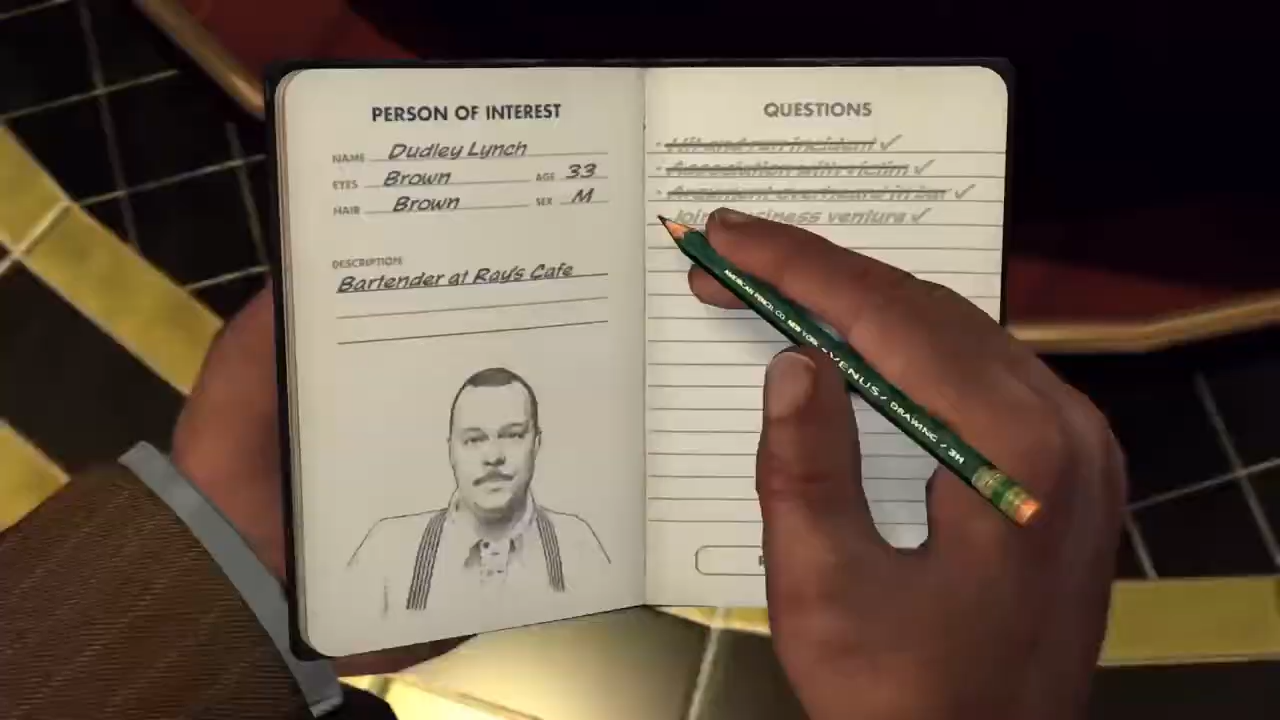 PERSON OF INTEREST
NAME Dudley Lynch
EYES Brown AGE 33
HAIR Brown SEX M
DESCRIPTION
Bartender at Ray's Cafe
QUESTIONS
Hit and run incident ✓
Association with victim ✓
Argument overheard in bar ✓
venture ✓
AMERICAN PENCIL CO. NEW YORK VENUS / DRAWING / 3H